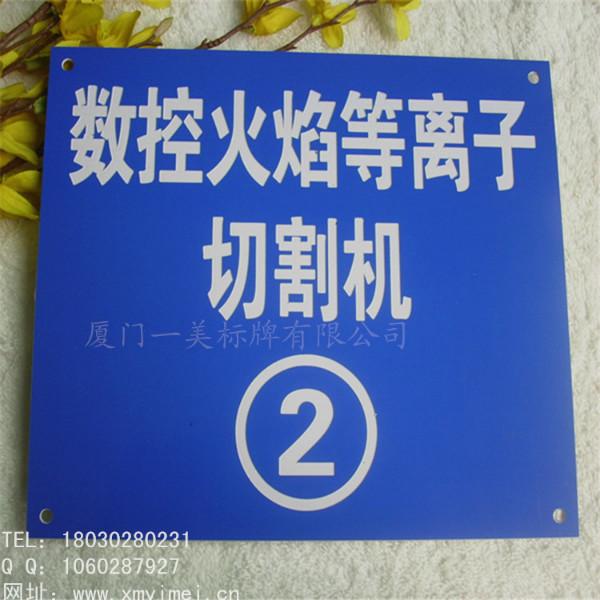 数控火焰等离子
切割机
厦门一美标牌有限公司
②
TEL: 18030280231
Q Q: 1060287927
网址: www.xmyimei.cn